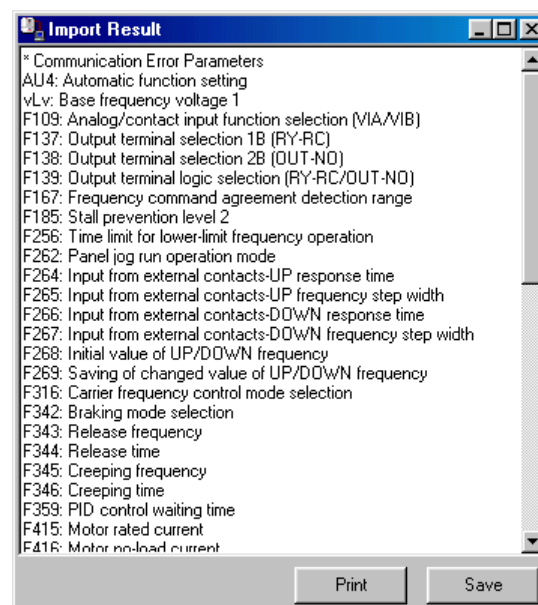 Import Result
* Communication Error Parameters
AU4: Automatic function setting
vLv: Base frequency voltage 1
F109: Analog/contact input function selection (VIA/VIB)
F137: Output terminal selection 1B (RY-RC)
F138: Output terminal selection 2B (OUT-NO)
F139: Output terminal logic selection (RY-RC/OUT-NO)
F167: Frequency command agreement detection range
F185: Stall prevention level 2
F256: Time limit for lower-limit frequency operation
F262: Panel jog run operation mode
F264: Input from external contacts-UP response time
F265: Input from external contacts-UP frequency step width
F266: Input from external contacts-DOWN response time
F267: Input from external contacts-DOWN frequency step width
F268: Initial value of UP/DOWN frequency
F269: Saving of changed value of UP/DOWN frequency
F316: Carrier frequency control mode selection
F342: Braking mode selection
F343: Release frequency
F344: Release time
F345: Creeping frequency
F346: Creeping time
F359: PID control waiting time
F415: Motor rated current
F416: Motor no-load current
Print
Save